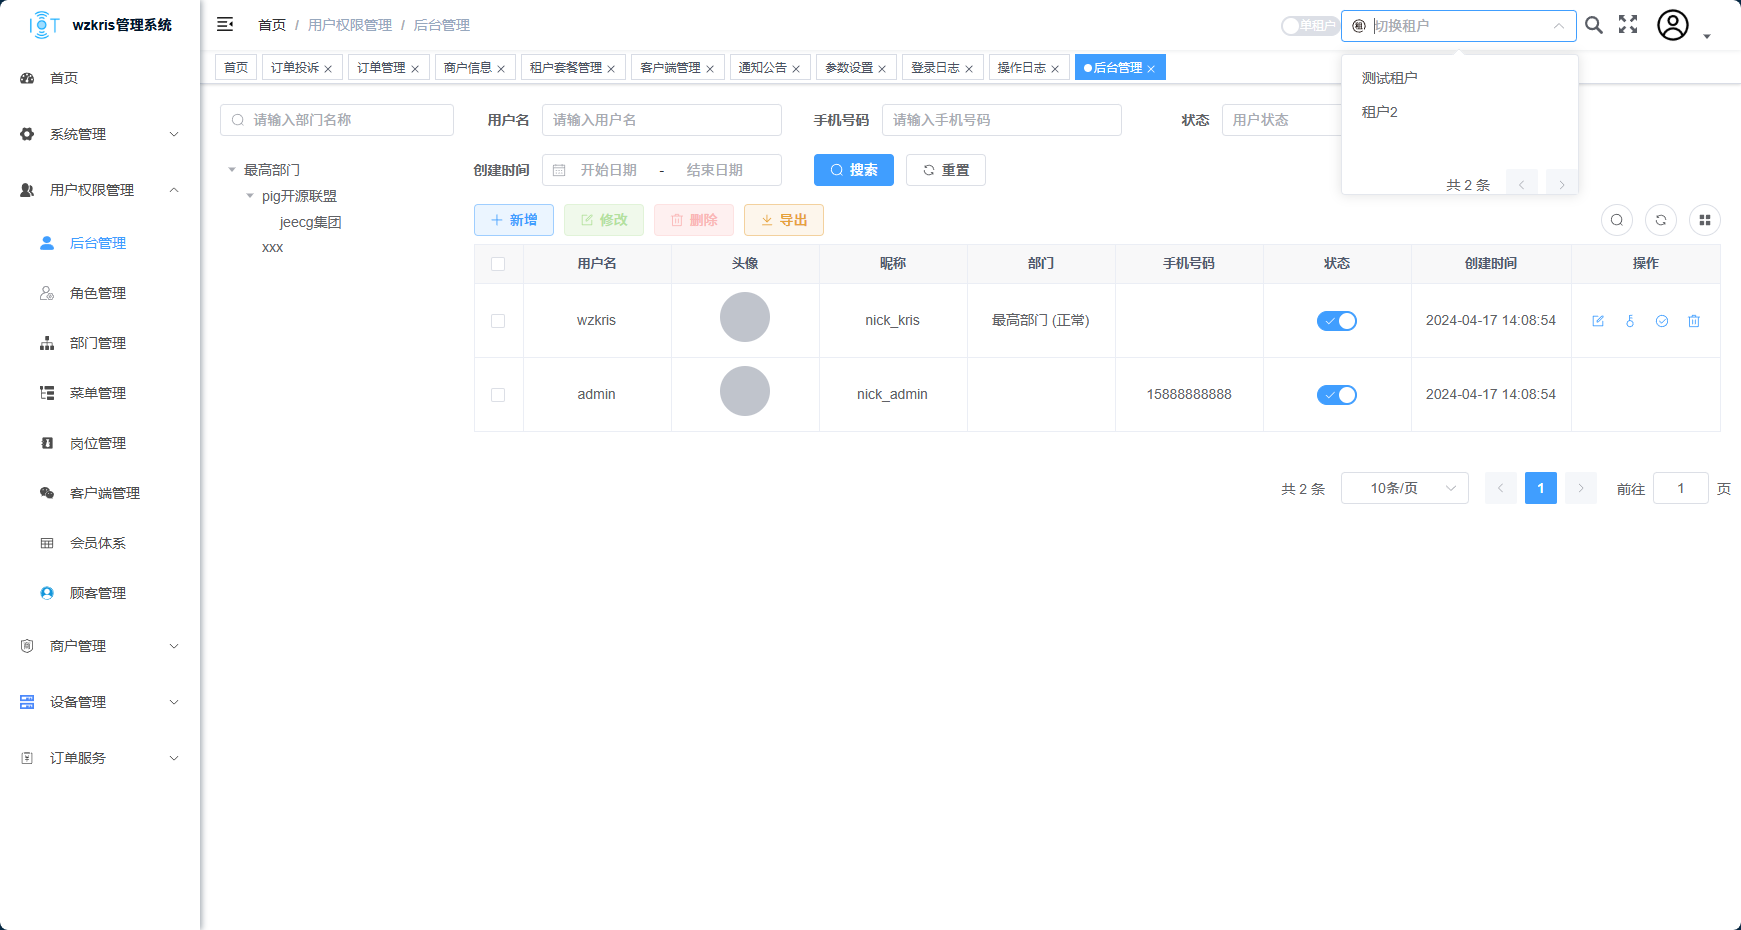 IOT wzkris管理系统
首页 / 用户权限管理 / 后台管理
单租户
租 切换租户
首页 订单投诉 订单管理 商户信息 租户套餐管理 客户端管理 通知公告 参数设置 登录日志 操作日志 后台管理
测试租户
租户2
共 2 条
首页
系统管理
用户权限管理
后台管理
角色管理
部门管理
菜单管理
岗位管理
客户端管理
会员体系
顾客管理
商户管理
设备管理
订单服务
请输入部门名称
最高部门
pig开源联盟
jeecg集团
xxx
用户名 请输入用户名 手机号码 请输入手机号码 状态 用户状态
创建时间 开始日期 - 结束日期 搜索 重置
新增 修改 删除 导出
用户名 头像 昵称 部门 手机号码 状态 创建时间 操作
wzkris nick_kris 最高部门 (正常) 2024-04-17 14:08:54
admin nick_admin 15888888888 2024-04-17 14:08:54
共 2 条 10条/页 1 前往 1 页